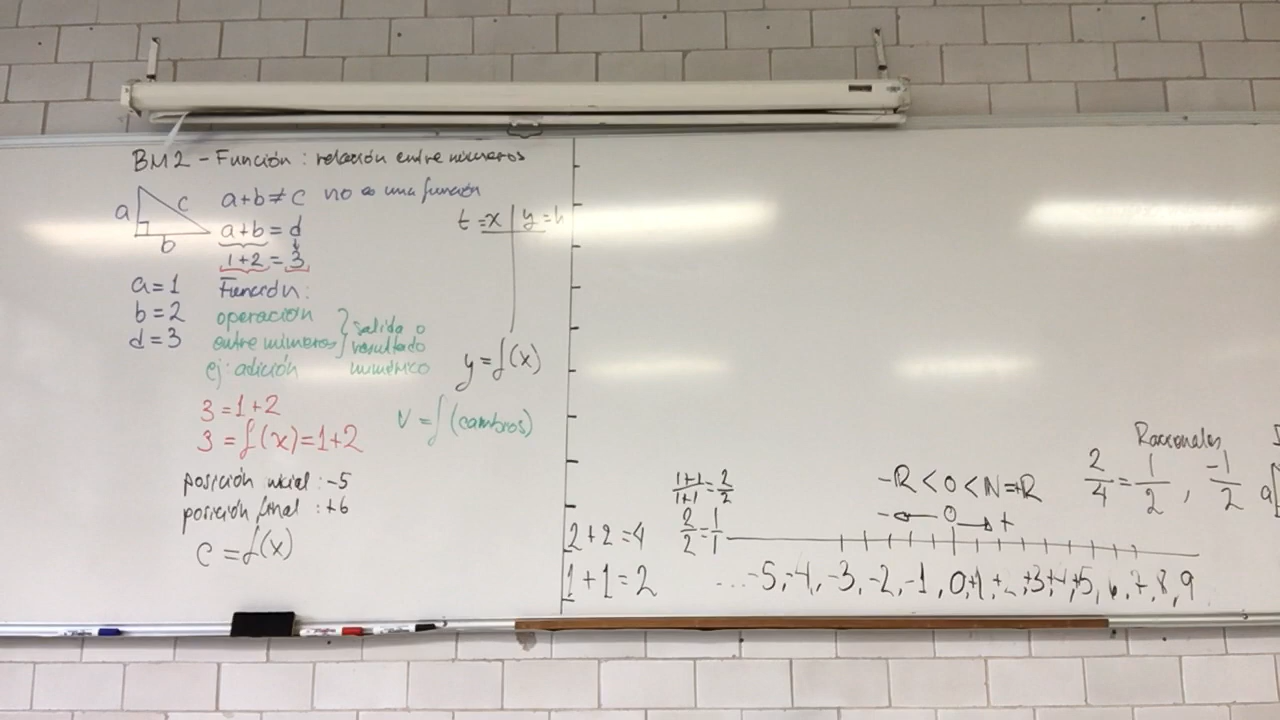 BM2 - Función : relación entre números
a c b
a+b≠c no es una función
a+b = d
1+2 = 3
t =x | y =
a=1
b=2
d=3
Función:
operación
entre números
ej: adición
salida o
resultado
numérico
y = f(x)
3 =1+2
3 = f(x)=1+2
v = f(cambios)
posición inicial : -5
posición final : +6
e = f(x)
1+1/1+1 = 2/2
2/2 = 1/1
2+2 =4
1+1=2
-R < 0 < N=+R
- ← 0 → +
...-5,-4, -3, -2, -1, 0,+1, +2, +3,+4,+5, 6, 7, 8, 9
Racionales
2/4 = 1/2 , -1/2
a